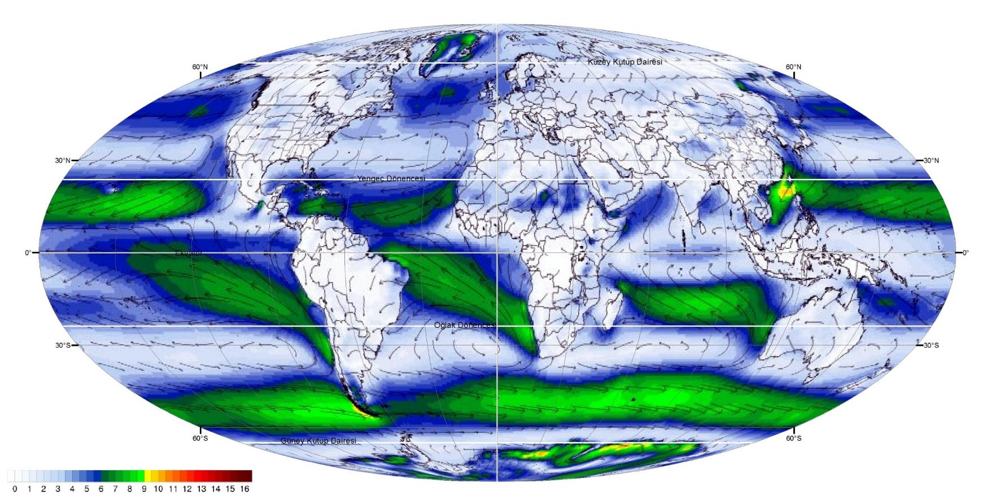 Kuzey Kutup Dairesi
60°N
60°N
30°N
30°N
Yengeç Dönencesi
0°
Ekvator
0°
Oğlak Dönencesi
30°S
30°S
60°S
60°S
Güney Kutup Dairesi
0 1 2 3 4 5 6 7 8 9 10 11 12 13 14 15 16